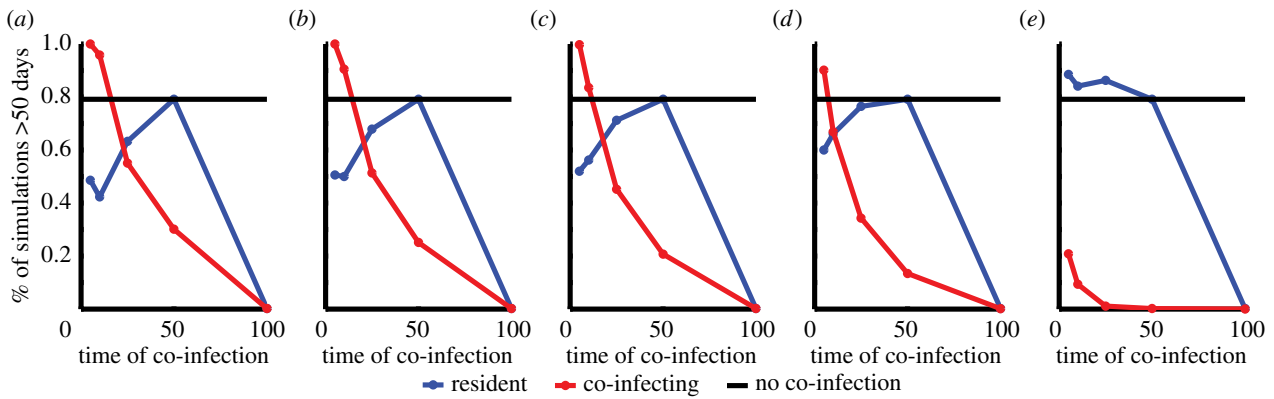 (a) (b) (c) (d) (e)
% of simulations >50 days
1.0
0.8
0.6
0.4
0.2
0 50 100 0 50 100 0 50 100 0 50 100 0 50 100
time of co-infection time of co-infection time of co-infection time of co-infection time of co-infection
resident co-infecting no co-infection